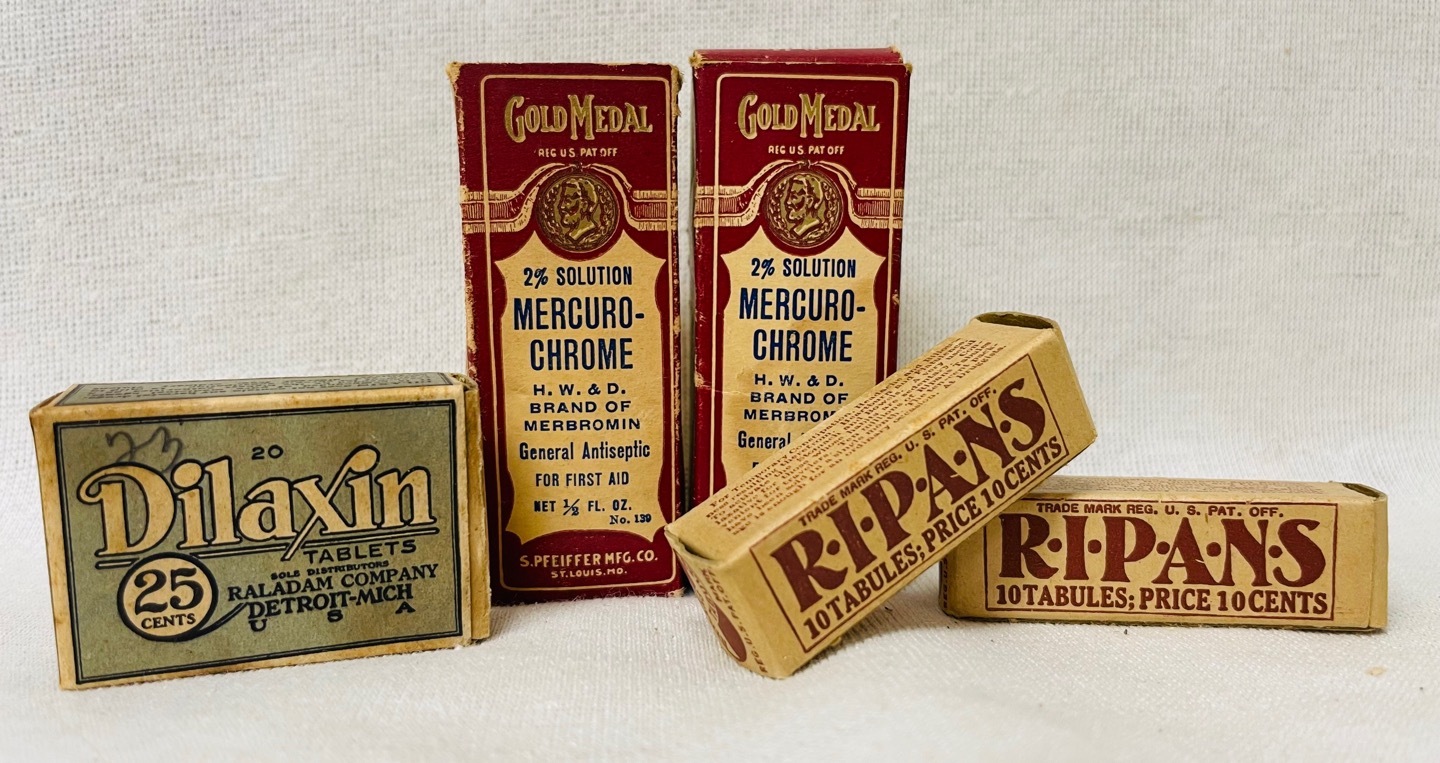 23
20
Dilaxin
TABLETS
25
CENTS
SOLE DISTRIBUTORS
RALADAM COMPANY
DETROIT-MICH
U S A
GOLD MEDAL
REG U.S. PAT OFF
2% SOLUTION
MERCURO-
CHROME
H. W. & D.
BRAND OF
MERBROMIN
General Antiseptic
FOR FIRST AID
NET ½ FL. OZ.
No. 139
S. PFEIFFER MFG. CO.
ST. LOUIS, MO.
GOLD MEDAL
REG U.S. PAT OFF
2% SOLUTION
MERCURO-
CHROME
H. W. & D.
BRAND OF
General
TRADE MARK REG. U. S. PAT. OFF.
R·I·P·A·N·S
10 TABULES; PRICE 10 CENTS
TRADE MARK REG. U. S. PAT. OFF.
R·I·P·A·N·S
10 TABULES; PRICE 10 CENTS